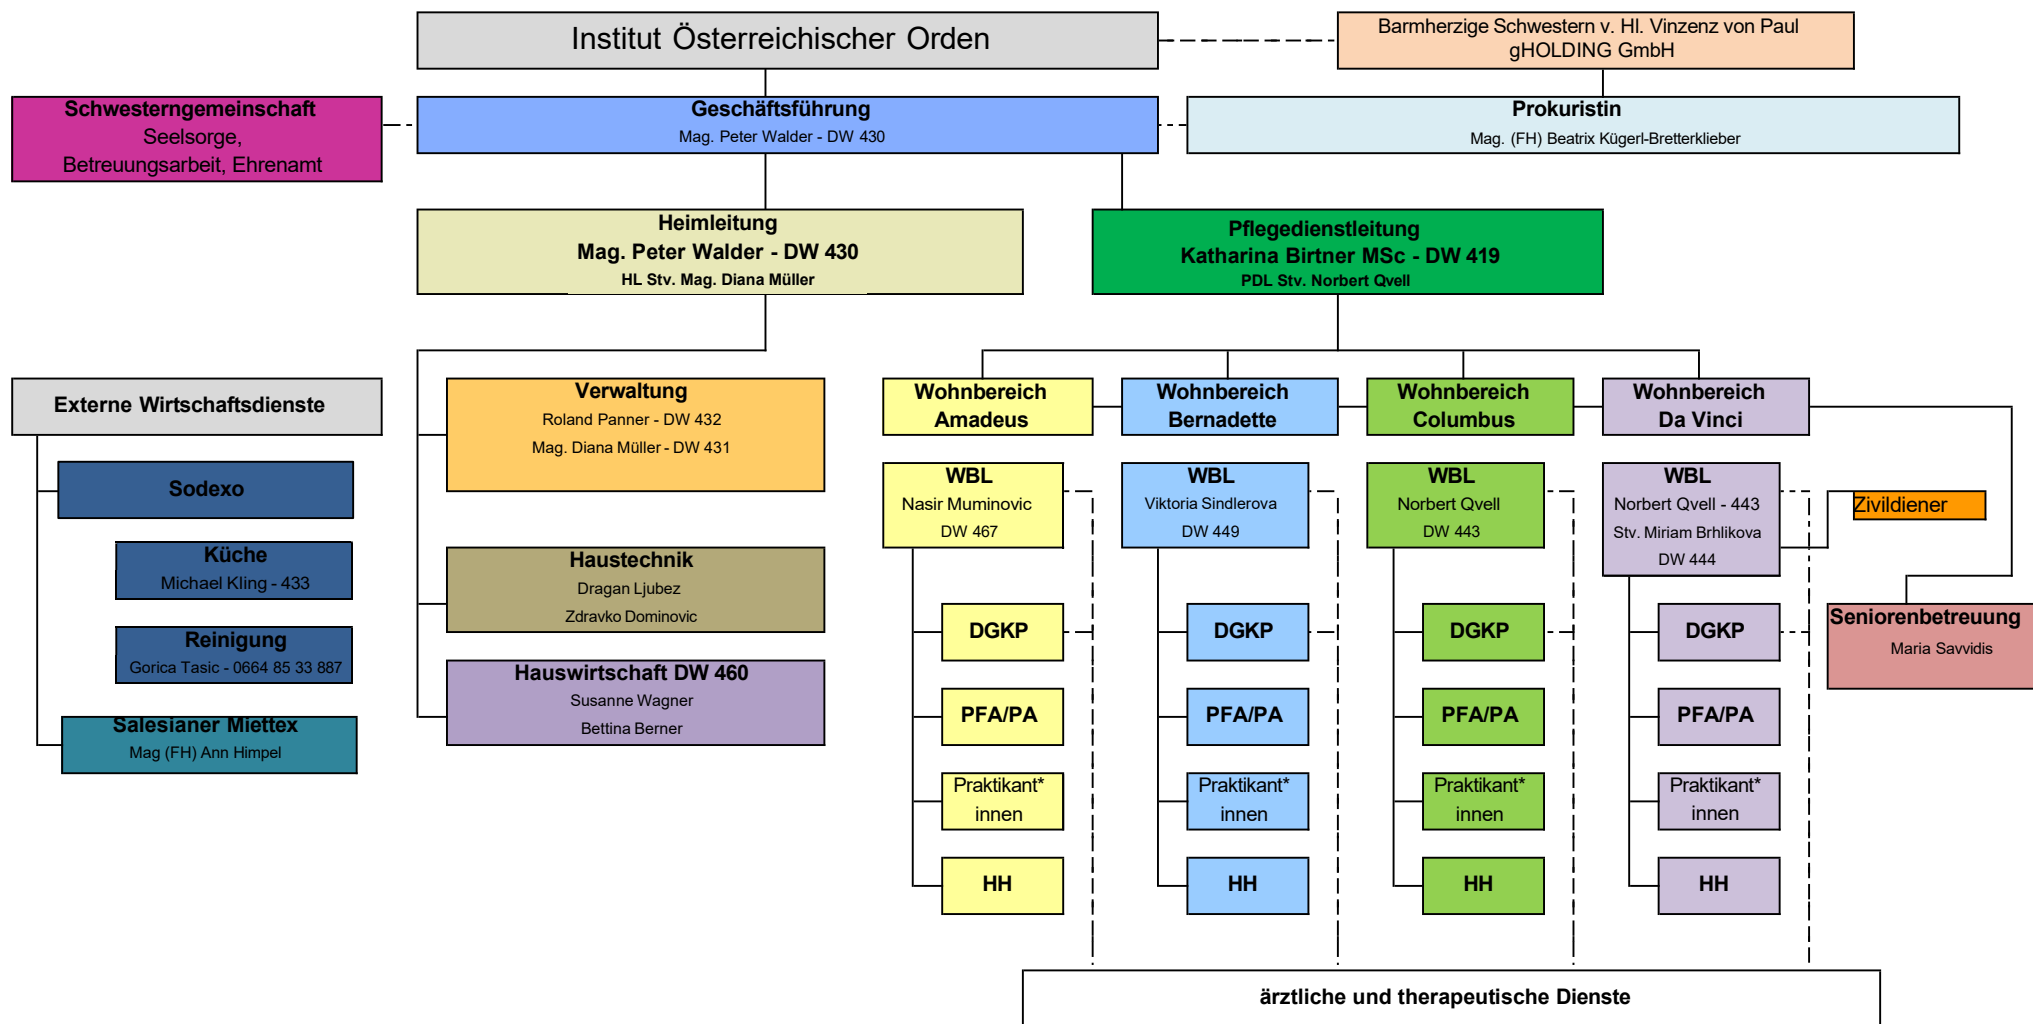 Institut Österreichischer Orden
Barmherzige Schwestern v. Hl. Vinzenz von Paul
gHOLDING GmbH
Schwesterngemeinschaft
Seelsorge,
Betreuungsarbeit, Ehrenamt
Geschäftsführung
Mag. Peter Walder - DW 430
Prokuristin
Mag. (FH) Beatrix Kügerl-Bretterklieber
Heimleitung
Mag. Peter Walder - DW 430
HL Stv. Mag. Diana Müller
Pflegedienstleitung
Katharina Birtner MSc - DW 419
PDL Stv. Norbert Qvell
Externe Wirtschaftsdienste
Sodexo
Küche
Michael Kling - 433
Reinigung
Gorica Tasic - 0664 85 33 887
Salesianer Miettex
Mag (FH) Ann Himpel
Verwaltung
Roland Panner - DW 432
Mag. Diana Müller - DW 431
Haustechnik
Dragan Ljubez
Zdravko Dominovic
Hauswirtschaft DW 460
Susanne Wagner
Bettina Berner
Wohnbereich
Amadeus
WBL
Nasir Muminovic
DW 467
DGKP
PFA/PA
Praktikant*
innen
HH
Wohnbereich
Bernadette
WBL
Viktoria Sindlerova
DW 449
DGKP
PFA/PA
Praktikant*
innen
HH
Wohnbereich
Columbus
WBL
Norbert Qvell
DW 443
DGKP
PFA/PA
Praktikant*
innen
HH
Wohnbereich
Da Vinci
WBL
Norbert Qvell - 443
Stv. Miriam Brhlikova
DW 444
DGKP
PFA/PA
Praktikant*
innen
HH
Zivildiener
Seniorenbetreuung
Maria Savvidis
ärztliche und therapeutische Dienste